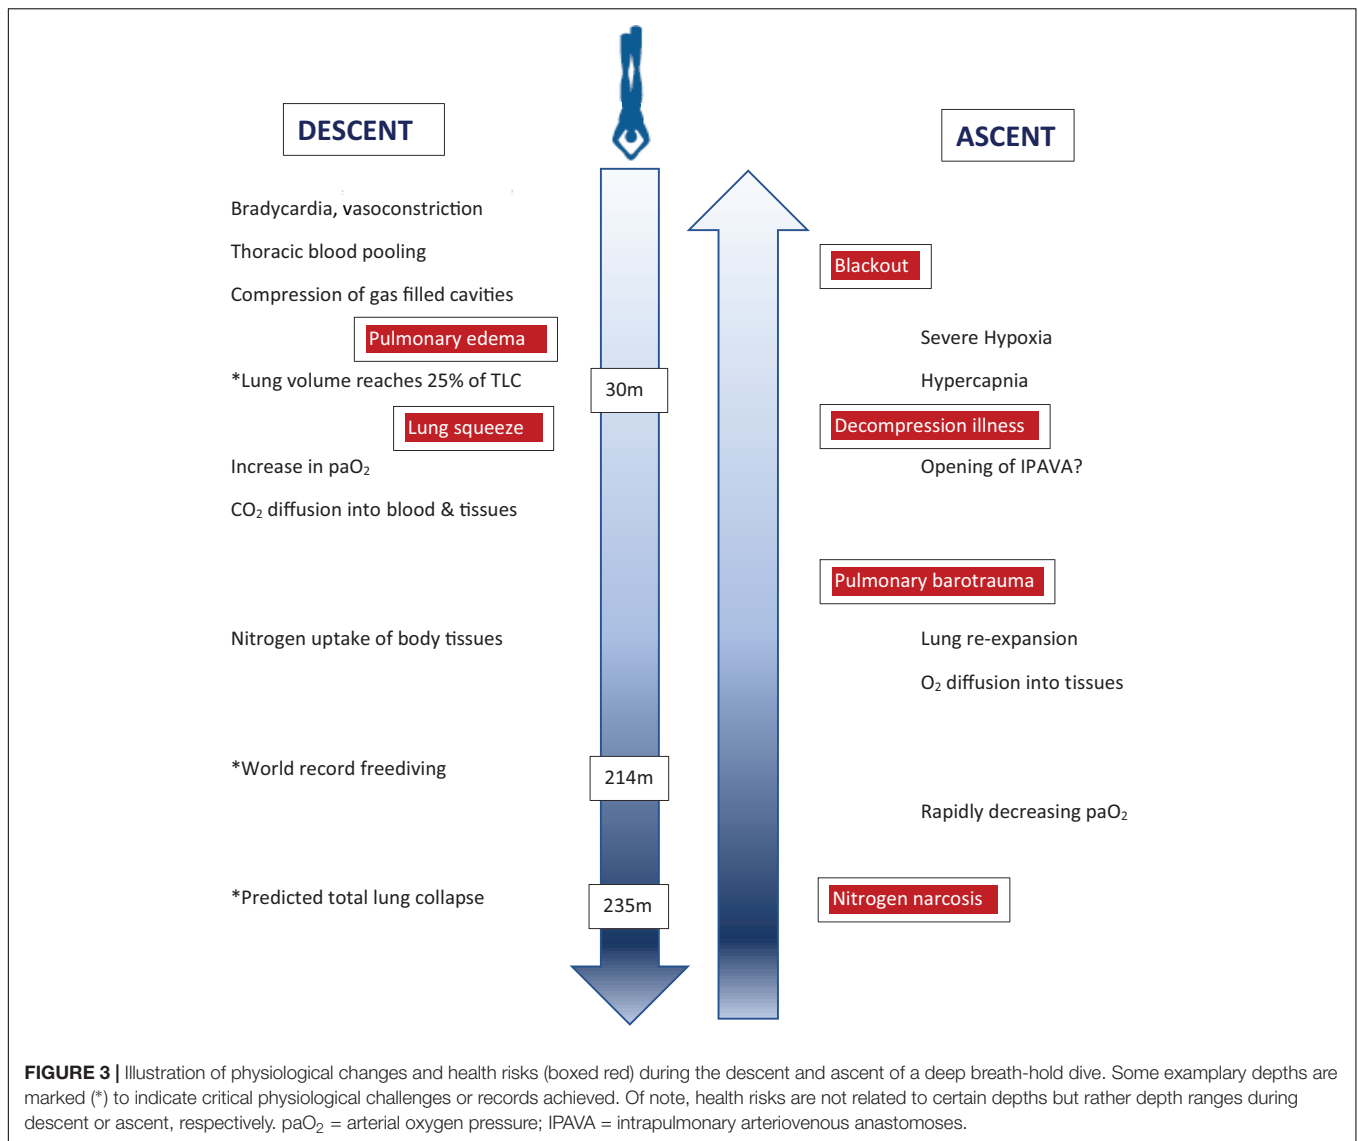 DESCENT
Bradycardia, vasoconstriction
Thoracic blood pooling
Compression of gas filled cavities
Pulmonary edema
*Lung volume reaches 25% of TLC
30m
Lung squeeze
Increase in paO₂
CO₂ diffusion into blood & tissues
Nitrogen uptake of body tissues
*World record freediving
214m
*Predicted total lung collapse
235m
ASCENT
Blackout
Severe Hypoxia
Hypercapnia
Decompression illness
Opening of IPAVA?
Pulmonary barotrauma
Lung re-expansion
O₂ diffusion into tissues
Rapidly decreasing paO₂
Nitrogen narcosis
FIGURE 3 | Illustration of physiological changes and health risks (boxed red) during the descent and ascent of a deep breath-hold dive. Some examplary depths are
marked (*) to indicate critical physiological challenges or records achieved. Of note, health risks are not related to certain depths but rather depth ranges during
descent or ascent, respectively. paO₂ = arterial oxygen pressure; IPAVA = intrapulmonary arteriovenous anastomoses.